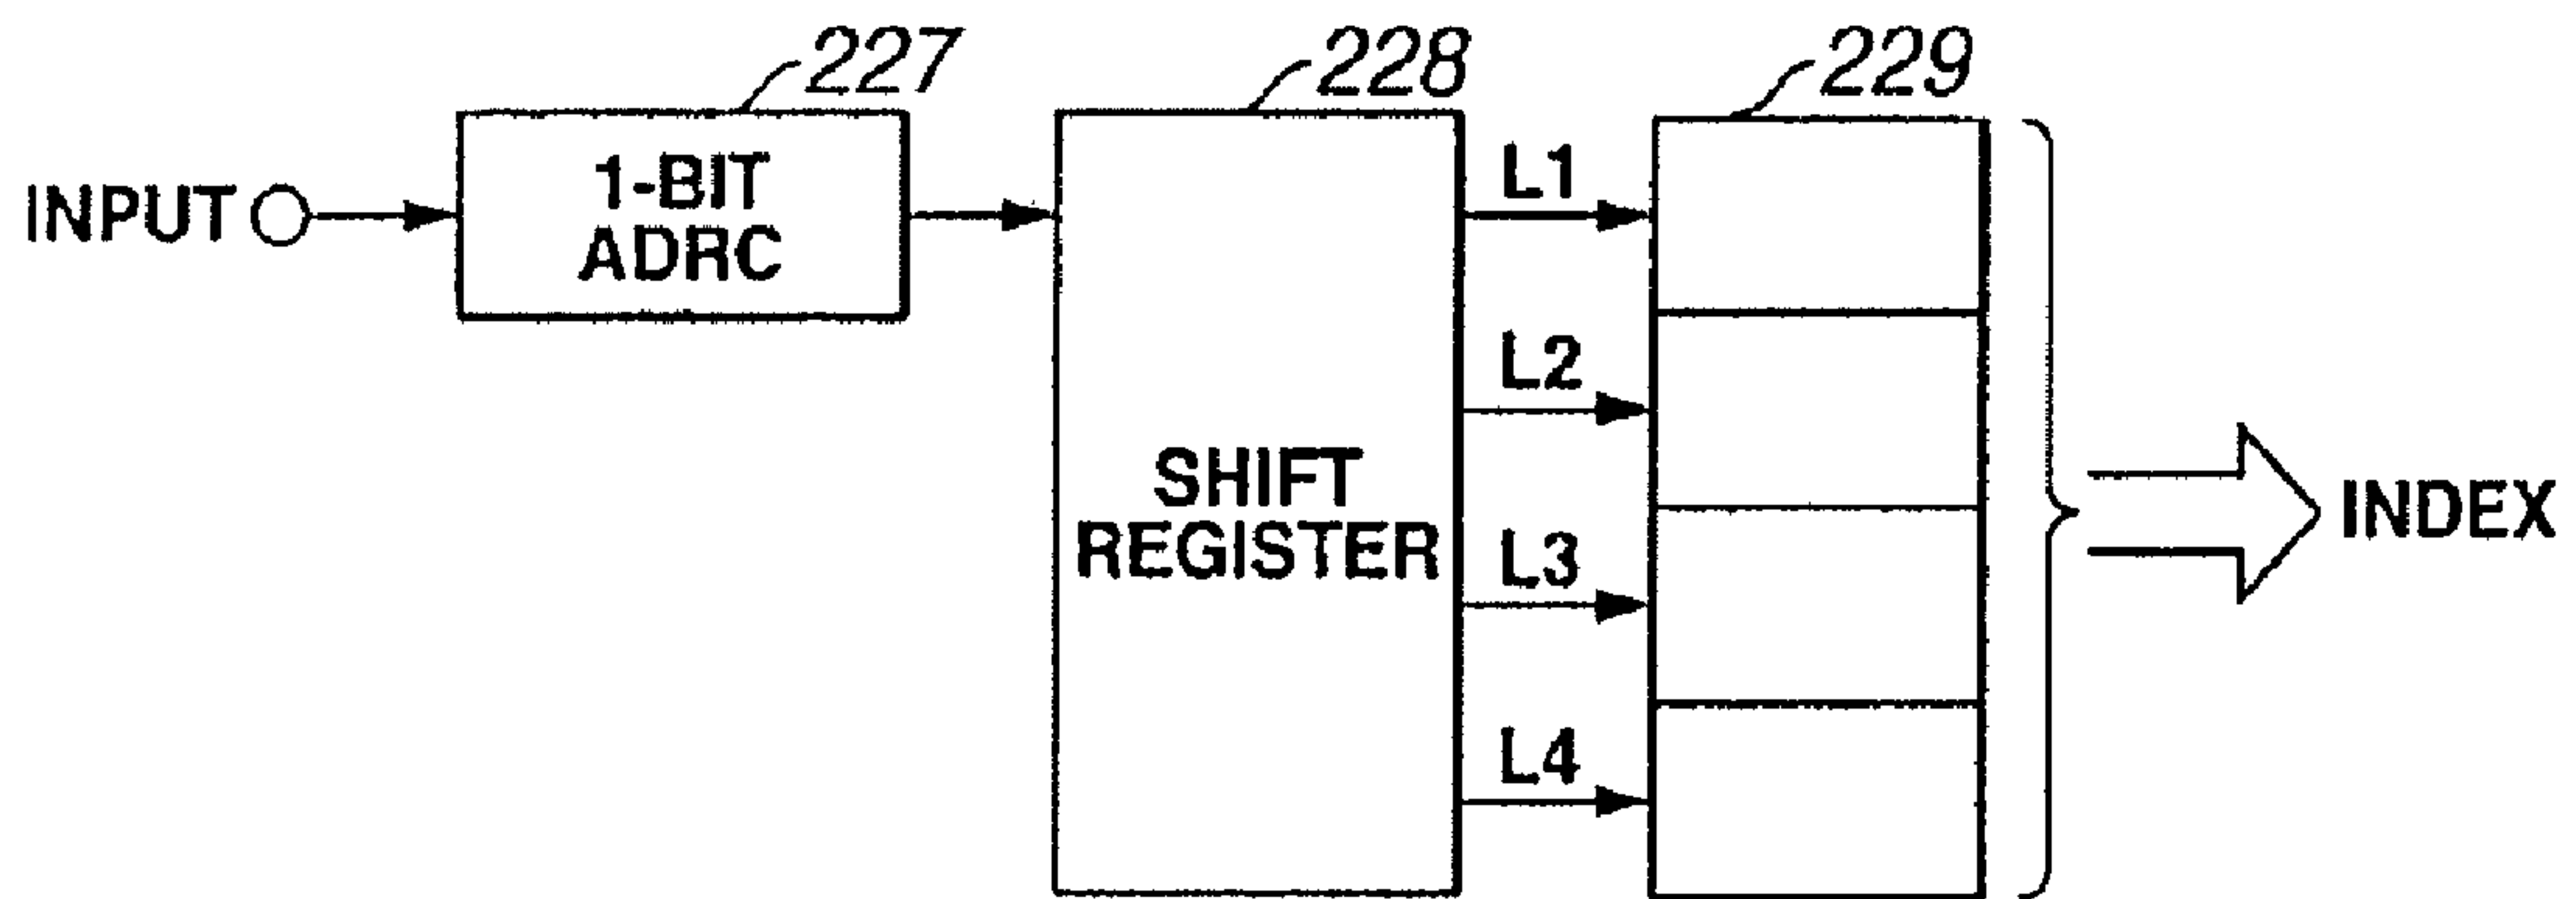 227
228
229
INPUT
1-BIT
ADRC
SHIFT
REGISTER
L1
L2
L3
L4
INDEX